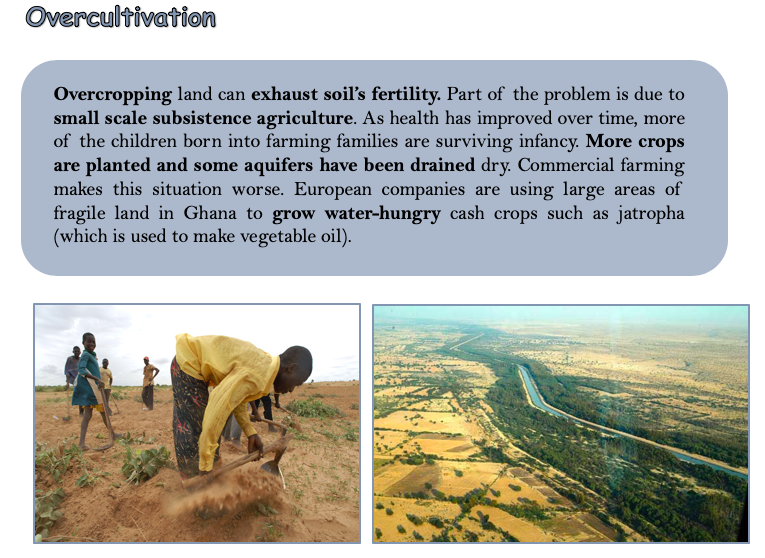 Overcultivation
Overcropping land can exhaust soil's fertility. Part of the problem is due to
small scale subsistence agriculture. As health has improved over time, more
of the children born into farming families are surviving infancy. More crops
are planted and some aquifers have been drained dry. Commercial farming
makes this situation worse. European companies are using large areas of
fragile land in Ghana to grow water-hungry cash crops such as jatropha
(which is used to make vegetable oil).